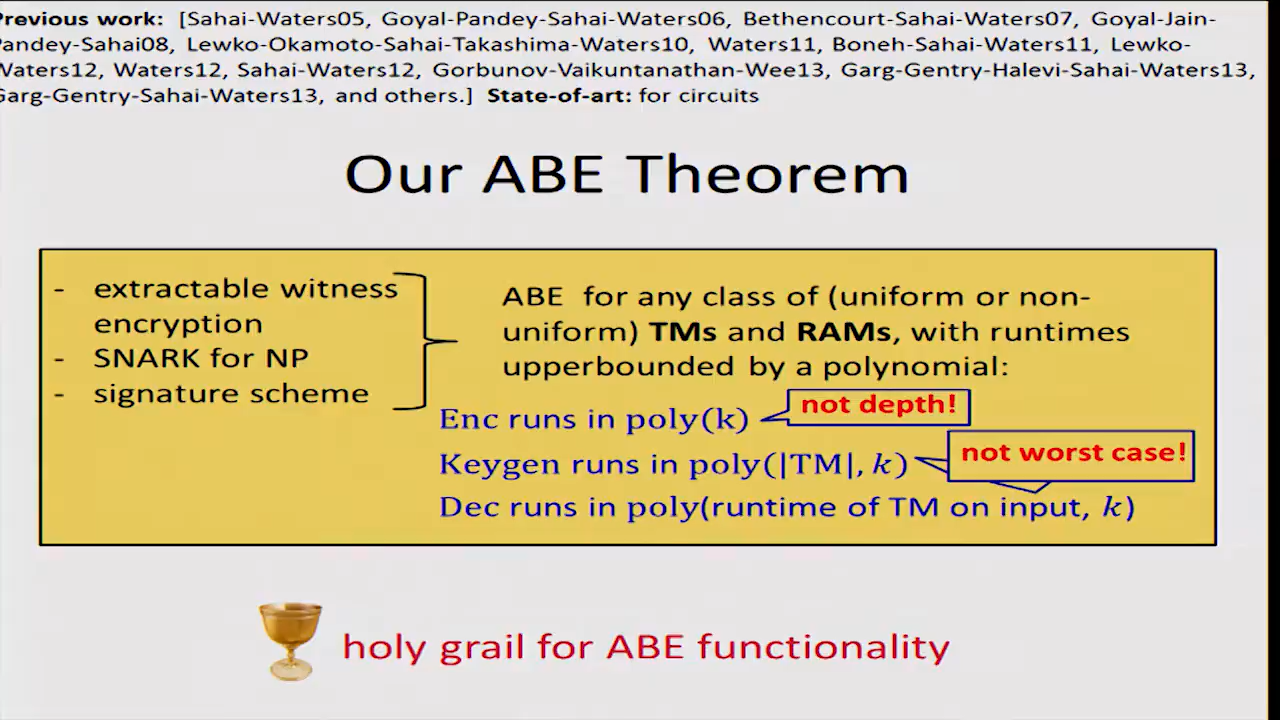 revious work: [Sahai-Waters05, Goyal-Pandey-Sahai-Waters06, Bethencourt-Sahai-Waters07, Goyal-Jain-
Pandey-Sahai08, Lewko-Okamoto-Sahai-Takashima-Waters10, Waters11, Boneh-Sahai-Waters11, Lewko-
Waters12, Waters12, Sahai-Waters12, Gorbunov-Vaikuntanathan-Wee13, Garg-Gentry-Halevi-Sahai-Waters13,
Garg-Gentry-Sahai-Waters13, and others.] State-of-art: for circuits
Our ABE Theorem
- extractable witness
encryption
- SNARK for NP
- signature scheme
ABE for any class of (uniform or non-
uniform) TMs and RAMs, with runtimes
upperbounded by a polynomial:
Enc runs in poly(k)
not depth!
Keygen runs in poly(|TM|, k)
not worst case!
Dec runs in poly(runtime of TM on input, k)
holy grail for ABE functionality